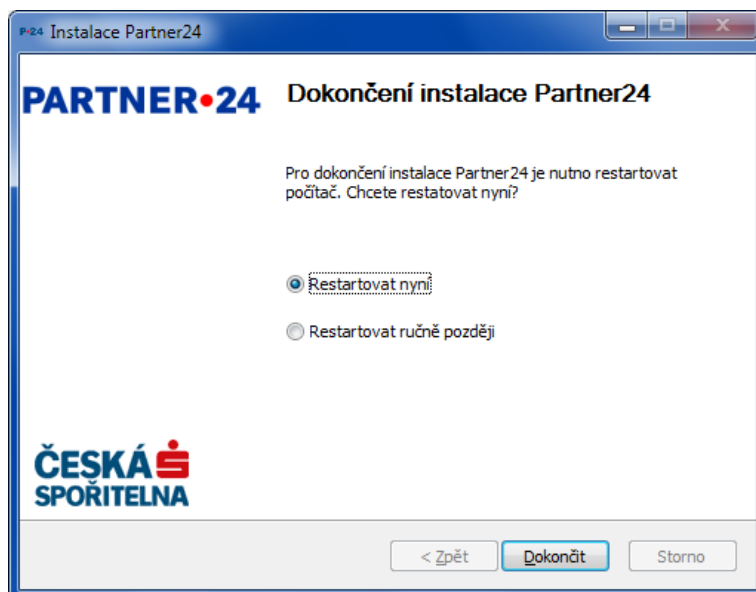 P·24 Instalace Partner24
PARTNER•24
Dokončení instalace Partner24
Pro dokončení instalace Partner24 je nutno restartovat
počítač. Chcete restatovat nyní?
Restartovat nyní
Restartovat ručně později
ČESKÁ
SPOŘITELNA
< Zpět
Dokončit
Storno